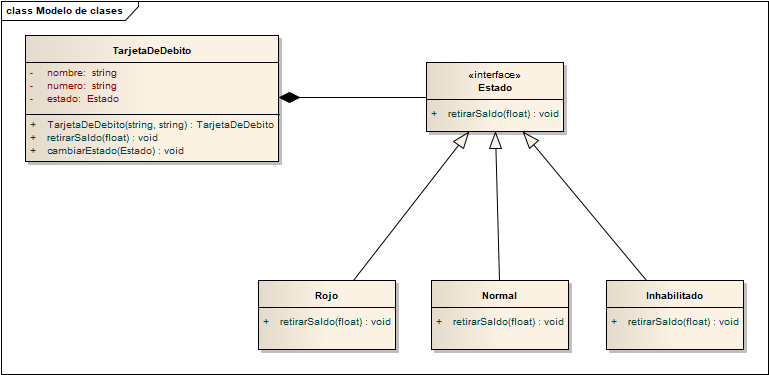 class Modelo de clases
TarjetaDeDebito
- nombre: string
- numero: string
- estado: Estado
+ TarjetaDeDebito(string, string) : TarjetaDeDebito
+ retirarSaldo(float) : void
+ cambiarEstado(Estado) : void
«interface»
Estado
+ retirarSaldo(float) : void
Rojo
+ retirarSaldo(float) : void
Normal
+ retirarSaldo(float) : void
Inhabilitado
+ retirarSaldo(float) : void